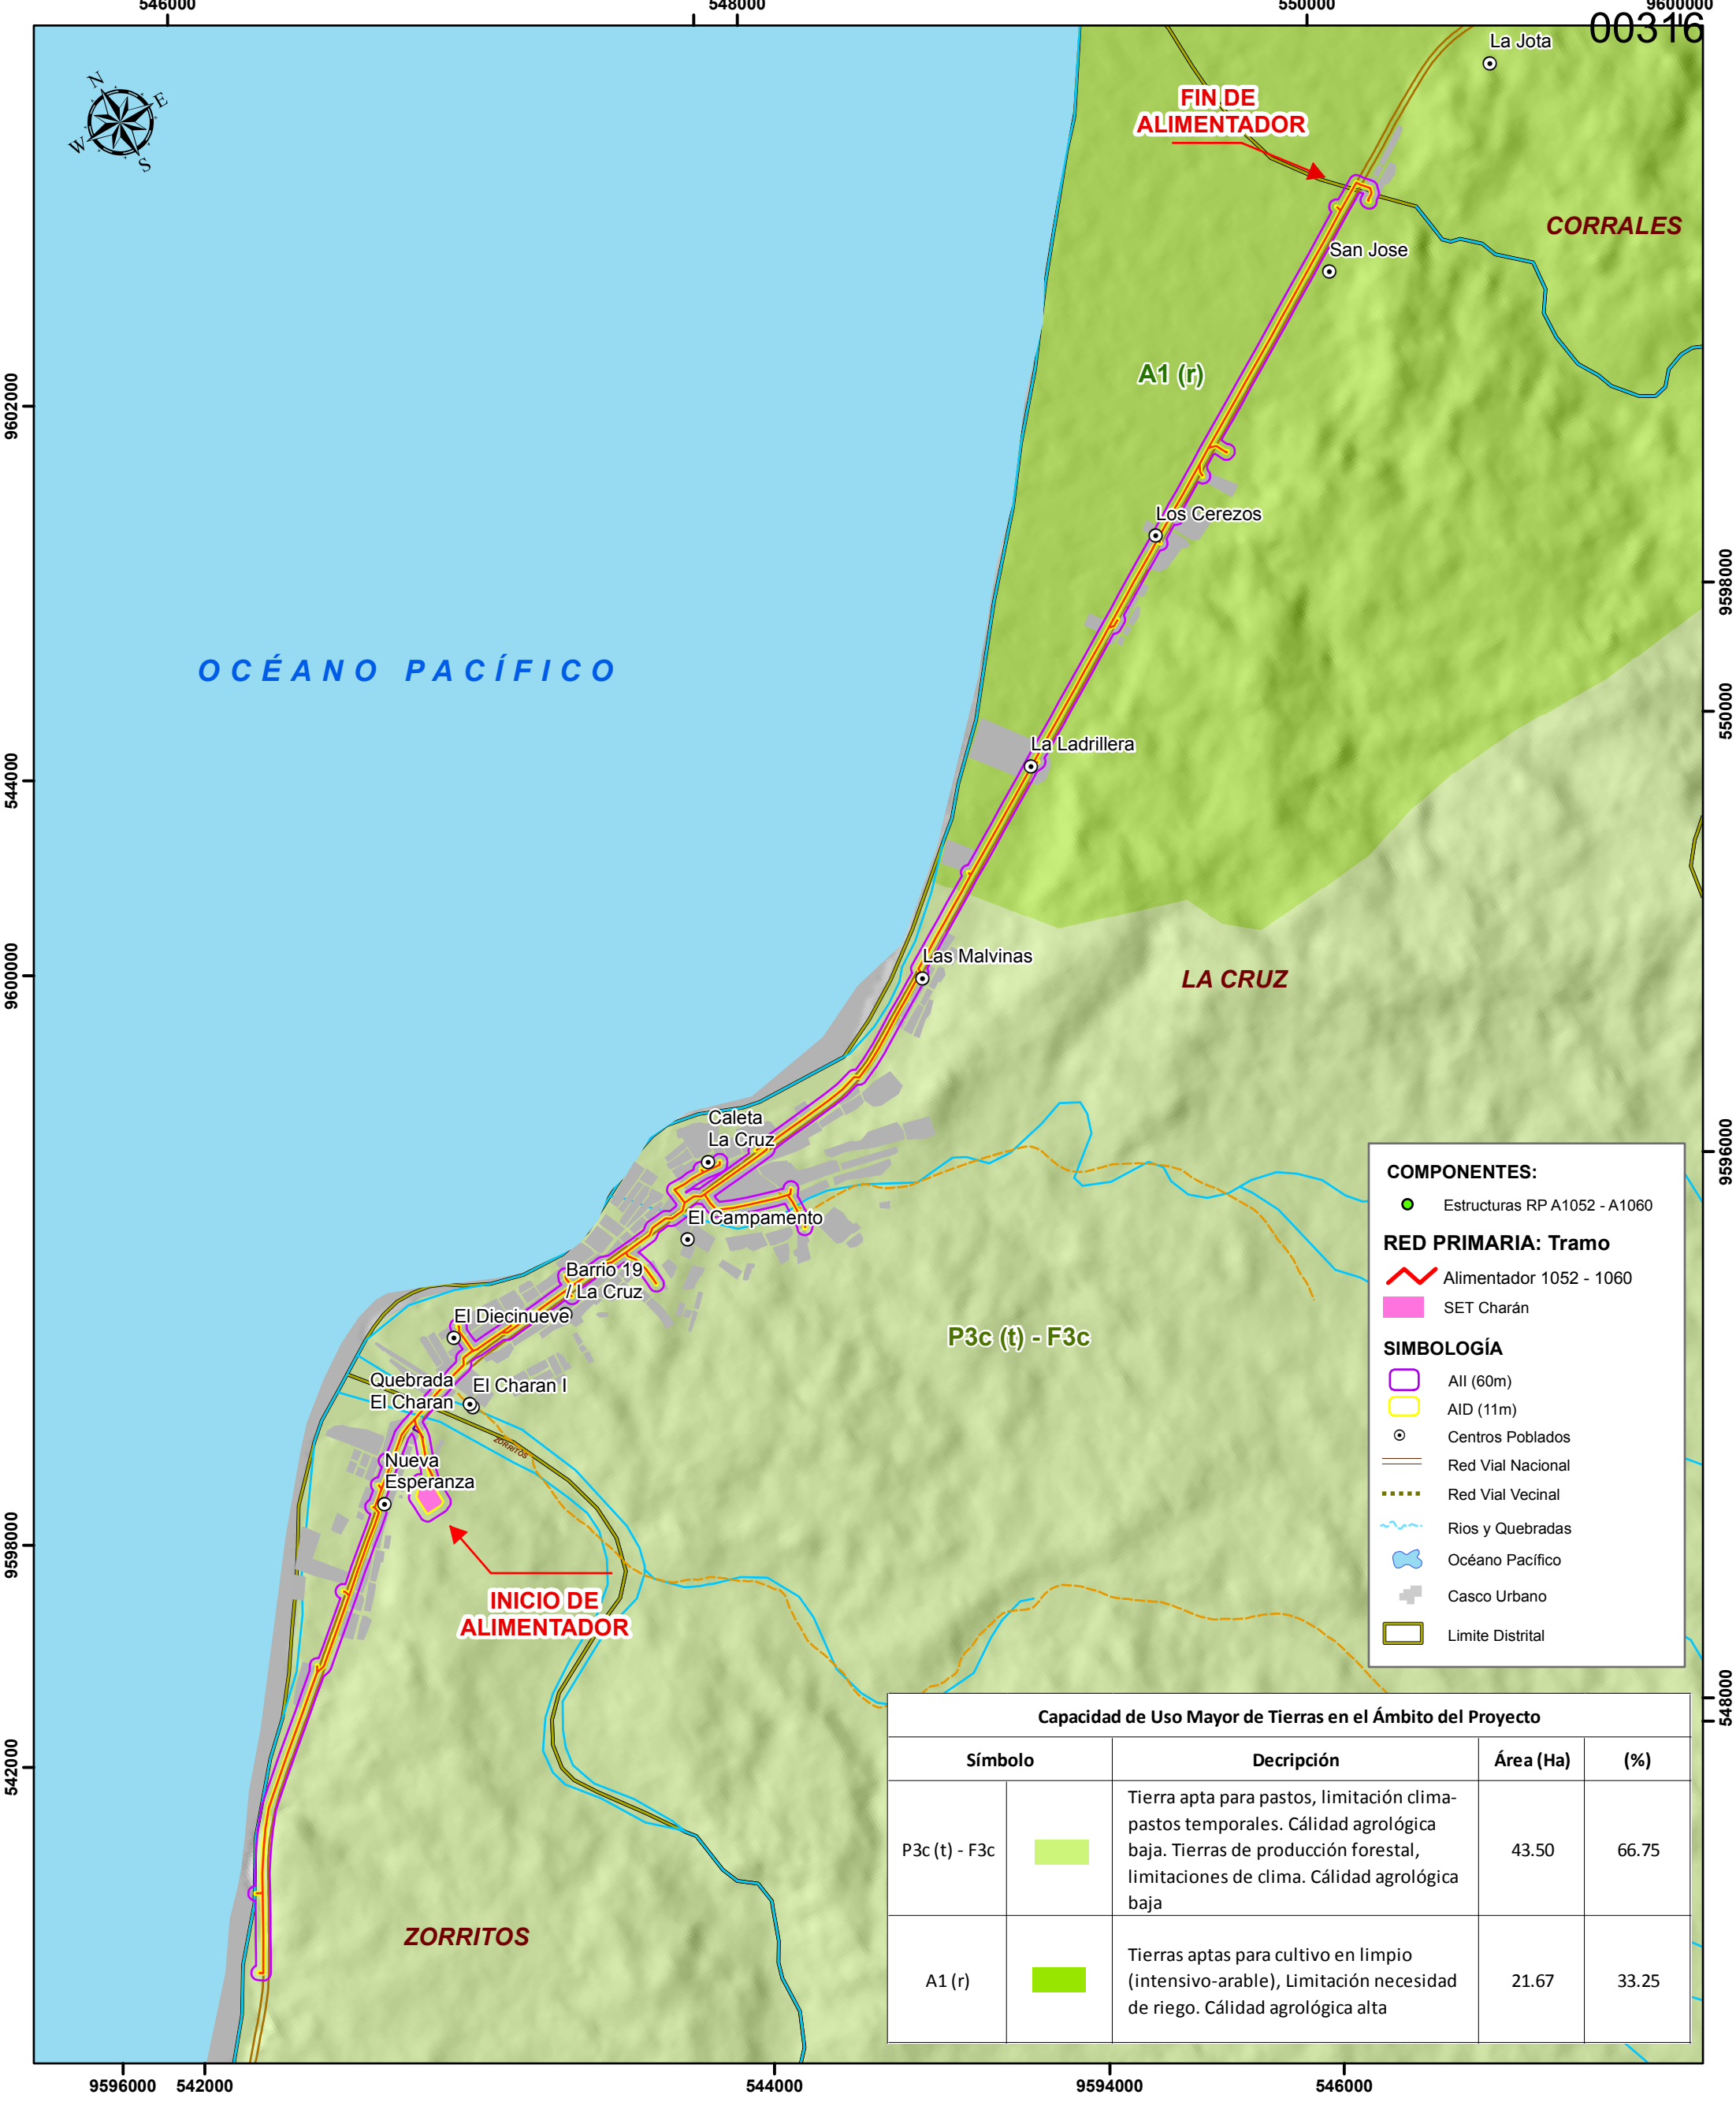 546000
548000
550000
9600000
00316
La Jota
N
E
W
S
FIN DE
ALIMENTADOR
CORRALES
San Jose
A1 (r)
9602000
Los Cerezos
9598000
OCÉANO PACÍFICO
550000
La Ladrillera
544000
Las Malvinas
9600000
LA CRUZ
Caleta
La Cruz
9596000
El Campamento
Barrio 19
/ La Cruz
El Diecinueve
P3c (t) - F3c
Quebrada
El Charan
El Charan I
ZORRITOS
Nueva
Esperanza
9598000
INICIO DE
ALIMENTADOR
COMPONENTES:
Estructuras RP A1052 - A1060
RED PRIMARIA: Tramo
Alimentador 1052 - 1060
SET Charán
SIMBOLOGÍA
AII (60m)
AID (11m)
Centros Poblados
Red Vial Nacional
Red Vial Vecinal
Rios y Quebradas
Océano Pacífico
Casco Urbano
Limite Distrital
548000
542000
ZORRITOS
Capacidad de Uso Mayor de Tierras en el Ámbito del Proyecto
Símbolo Decripción Área (Ha) (%)
Tierra apta para pastos, limitación clima-
pastos temporales. Cálidad agrológica
P3c (t) - F3c baja. Tierras de producción forestal, 43.50 66.75
limitaciones de clima. Cálidad agrológica
baja
Tierras aptas para cultivo en limpio
A1 (r) (intensivo-arable), Limitación necesidad 21.67 33.25
de riego. Cálidad agrológica alta
9596000
542000
544000
9594000
546000